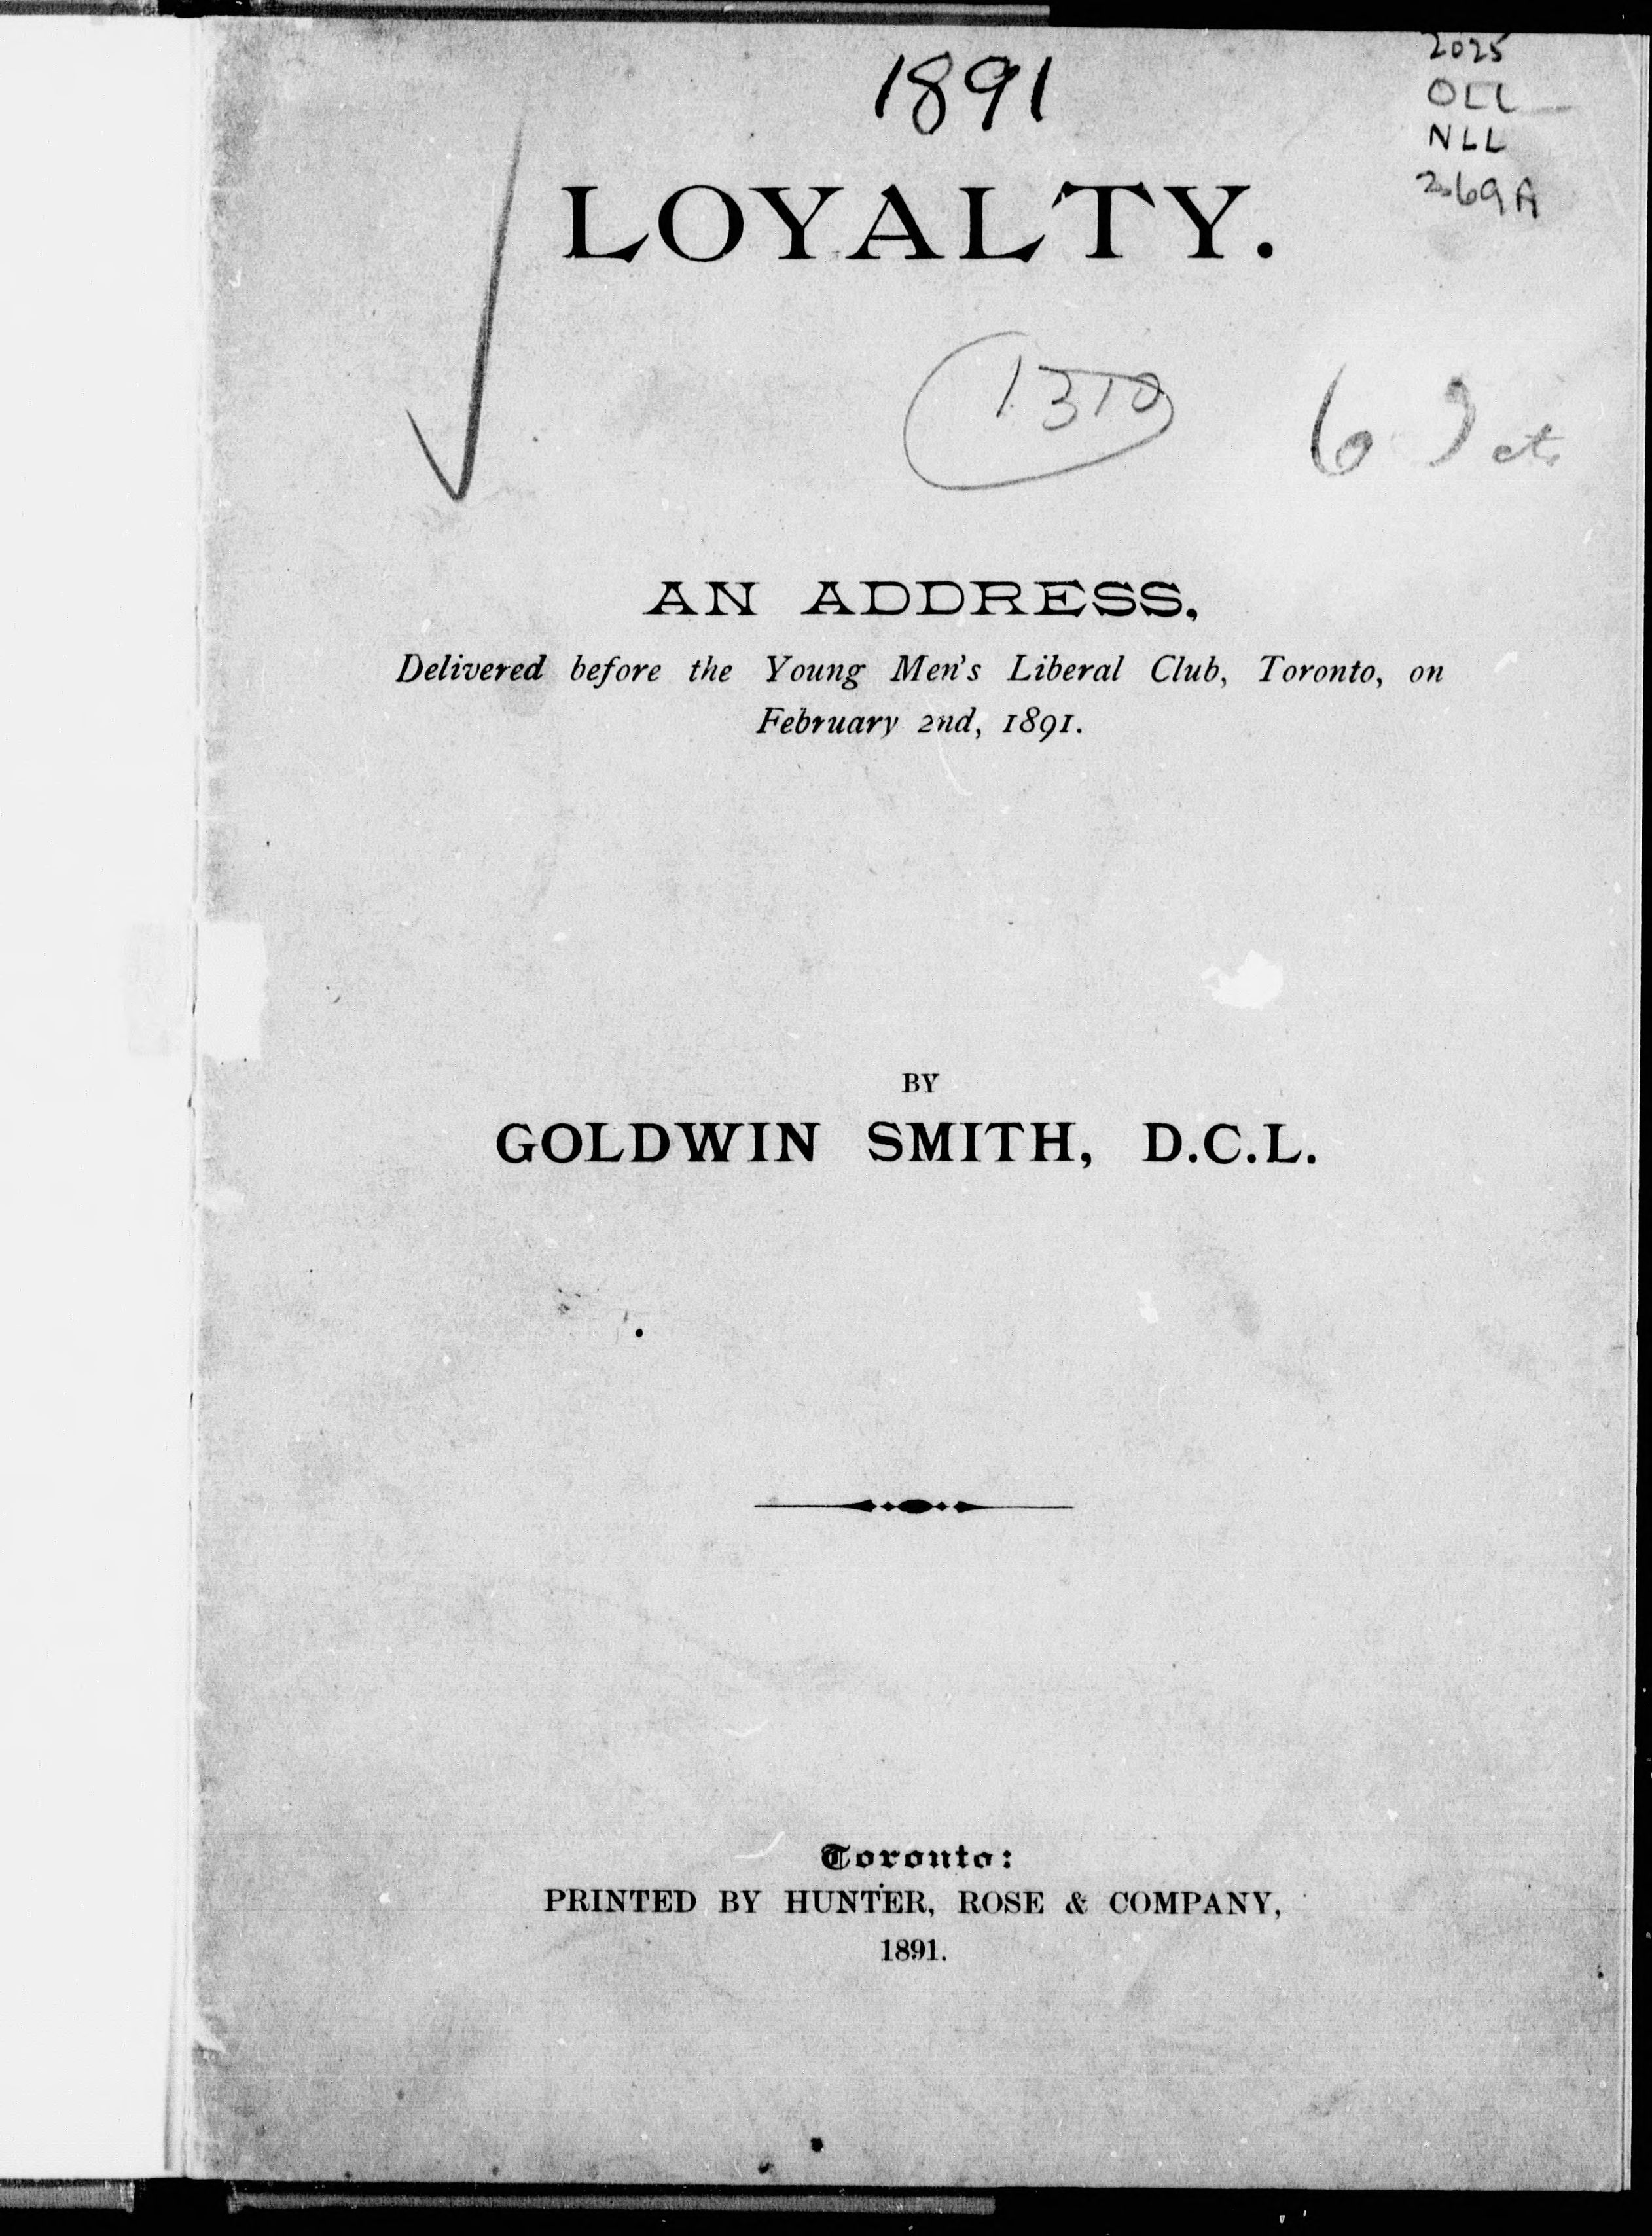 1891
2025
OLL
NLL
269A
LOYALTY.
1310
AN ADDRESS,
Delivered before the Young Men's Liberal Club, Toronto, on
February 2nd, 1891.
BY
GOLDWIN SMITH, D.C.L.
Toronto:
PRINTED BY HUNTER, ROSE & COMPANY,
1891.